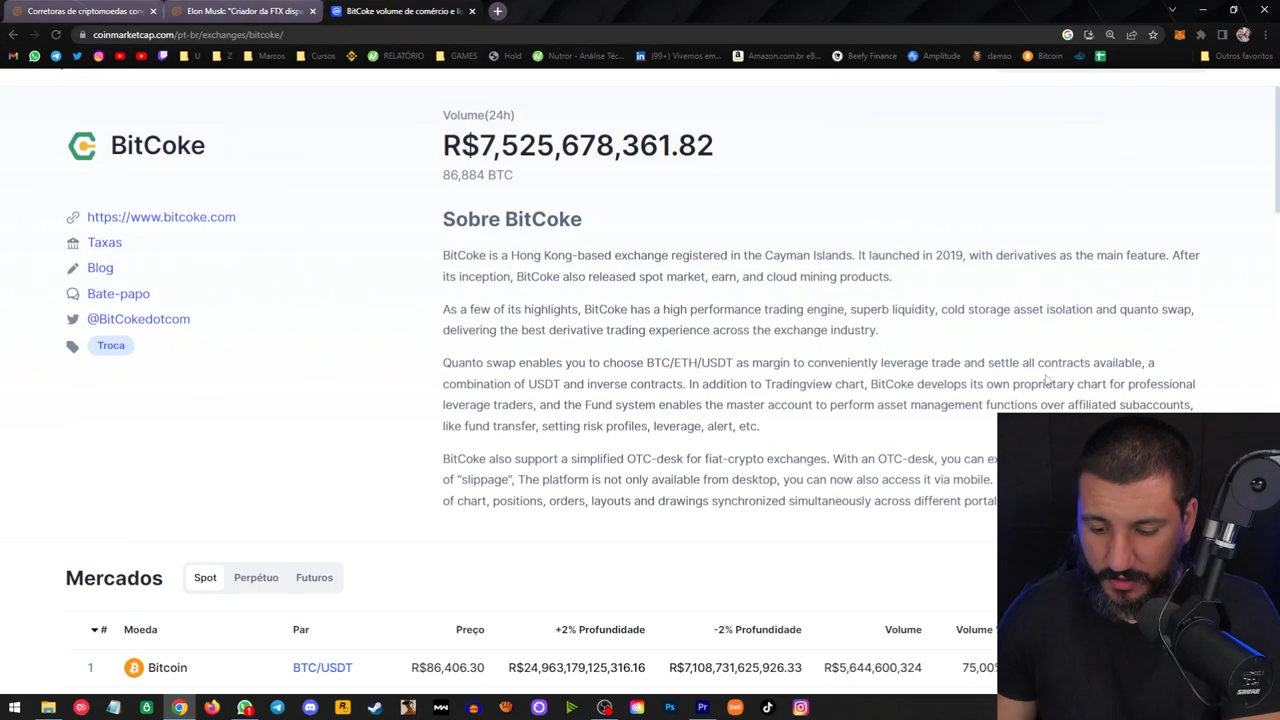 Corretoras de criptomoedas con
Elon Musk: "Criador da FTX dispa
BitCoke volume de comércio e li
coinmarketcap.com/pt-br/exchanges/bitcoke/
U
Z
Marcos
Cursos
RELATÓRIO
GAMES
Hold
Nutror - Análise Téc...
(99+) Vivemos em...
Amazon.com.br eB...
Beefy Finance
Amplitude
damso
Bitcoin
Outros favoritos
BitCoke
https://www.bitcoke.com
Taxas
Blog
Bate-papo
@BitCokedotcom
Troca
Volume(24h)
R$7,525,678,361.82
86,884 BTC
Sobre BitCoke
BitCoke is a Hong Kong-based exchange registered in the Cayman Islands. It launched in 2019, with derivatives as the main feature. After
its inception, BitCoke also released spot market, earn, and cloud mining products.
As a few of its highlights, BitCoke has a high performance trading engine, superb liquidity, cold storage asset isolation and quanto swap,
delivering the best derivative trading experience across the exchange industry.
Quanto swap enables you to choose BTC/ETH/USDT as margin to conveniently leverage trade and settle all contracts available, a
combination of USDT and inverse contracts. In addition to Tradingview chart, BitCoke develops its own proprietary chart for professional
leverage traders, and the Fund system enables the master account to perform asset management functions over affiliated subaccounts,
like fund transfer, setting risk profiles, leverage, alert, etc.
BitCoke also support a simplified OTC-desk for fiat-crypto exchanges. With an OTC-desk, you can ex
of “slippage”, The platform is not only available from desktop, you can now also access it via mobile.
of chart, positions, orders, layouts and drawings synchronized simultaneously across different portal
Mercados
Spot
Perpétuo
Futuros
# Moeda Par Preço +2% Profundidade -2% Profundidade Volume Volume
1 Bitcoin BTC/USDT R$86,406.30 R$24,963,179,125,316.16 R$7,108,731,625,926.33 R$5,644,600,324 75,00
SHURE